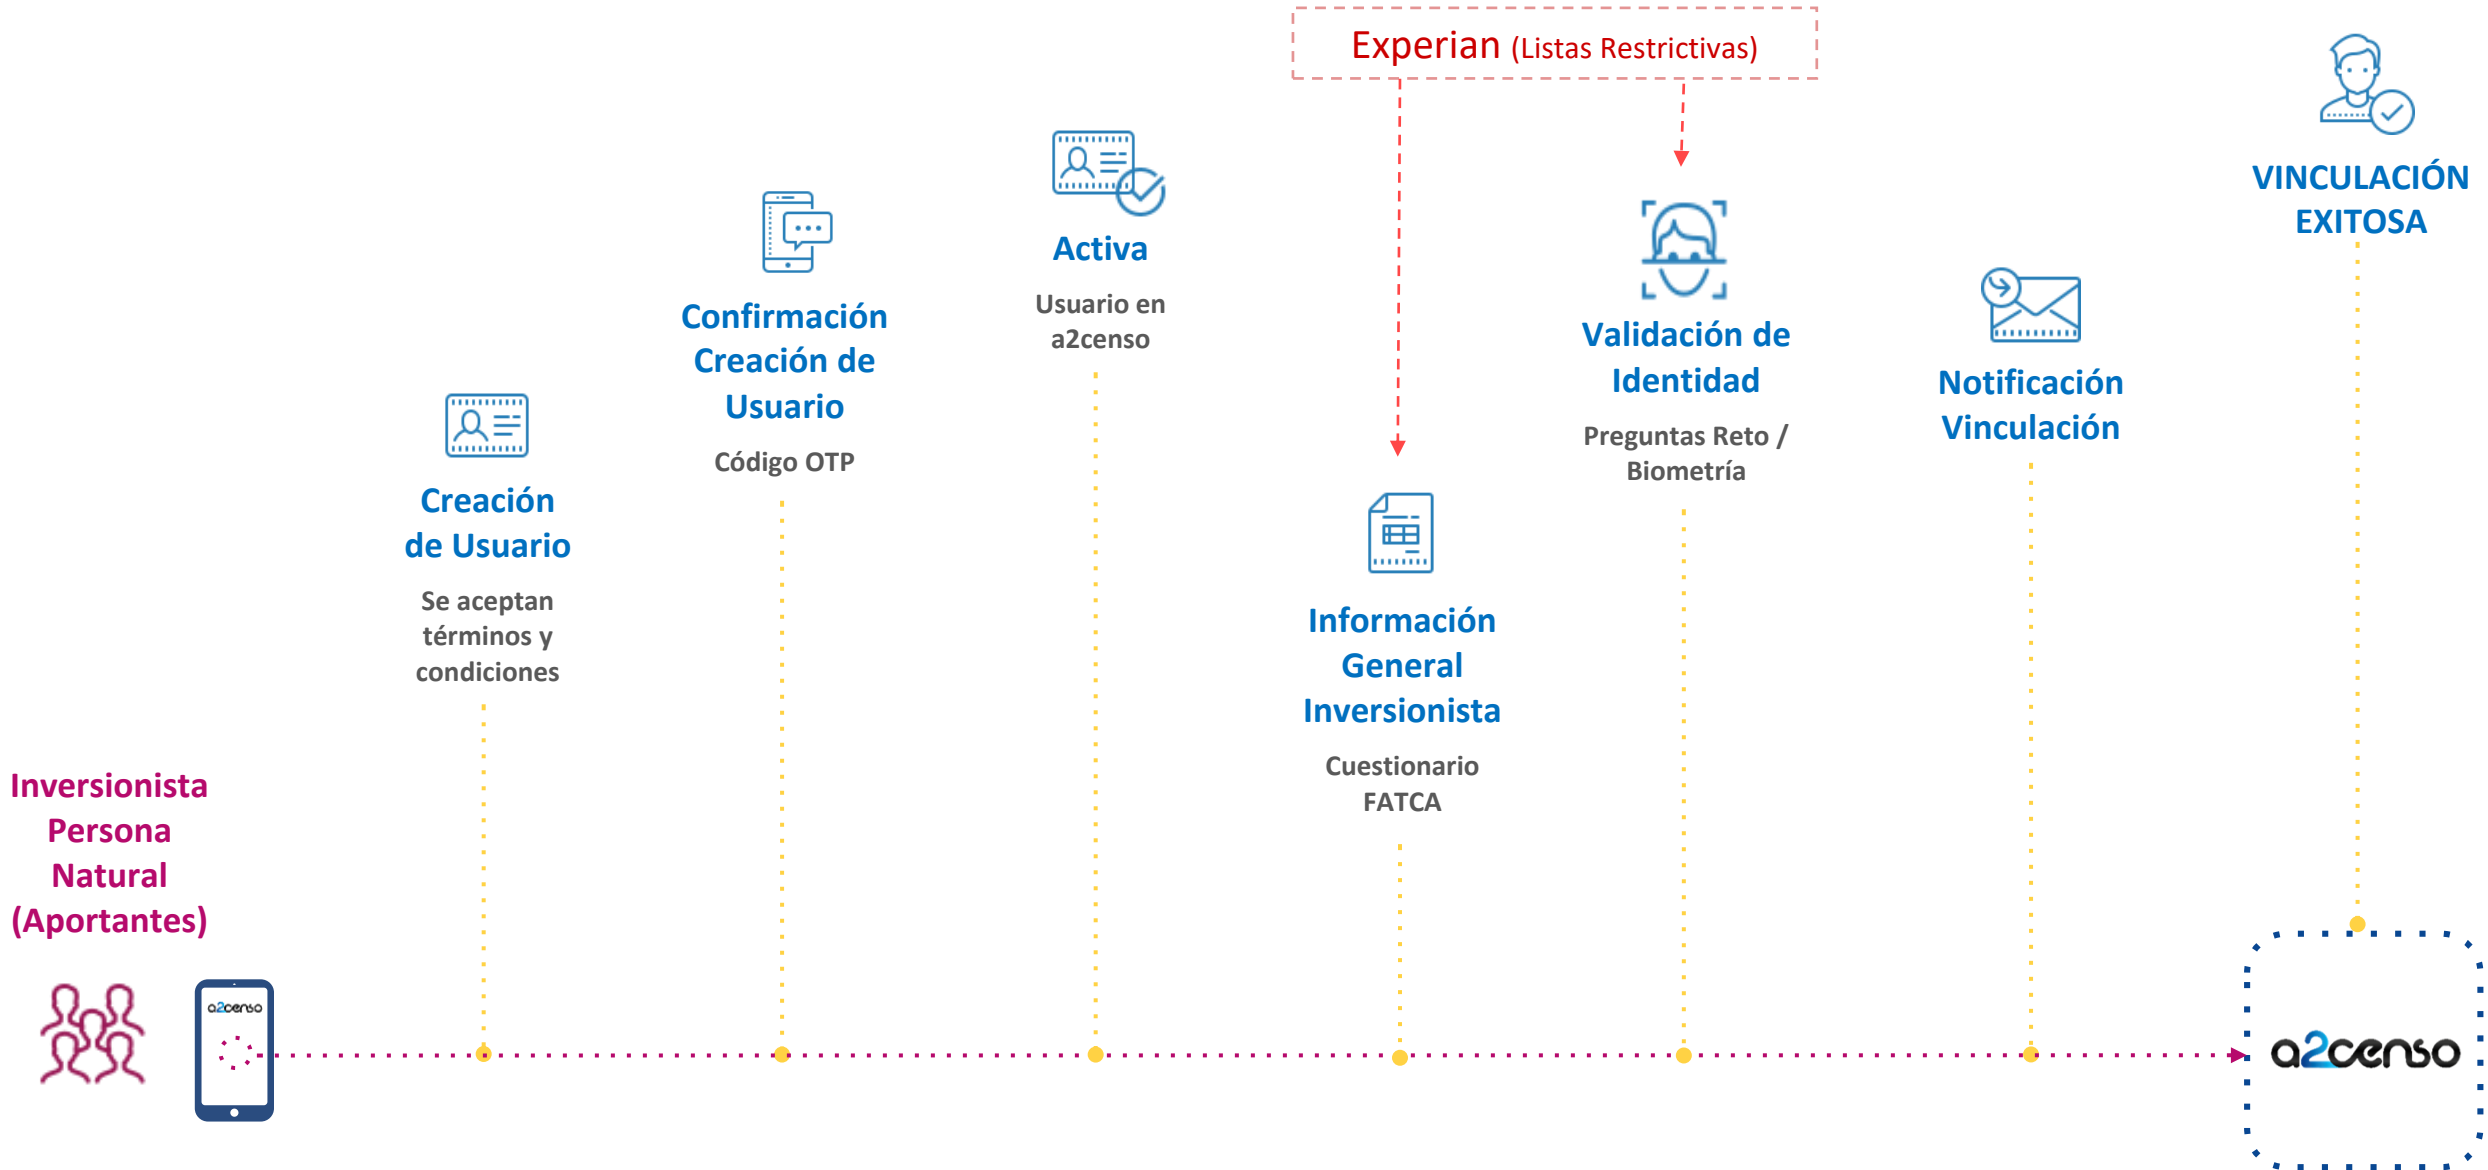 Experian (Listas Restrictivas)
VINCULACIÓN
EXITOSA
Activa
Usuario en
a2censo
Confirmación
Creación de
Usuario
Código OTP
Validación de
Identidad
Preguntas Reto /
Biometría
Notificación
Vinculación
Creación
de Usuario
Se aceptan
términos y
condiciones
Información
General
Inversionista
Cuestionario
FATCA
Inversionista
Persona
Natural
(Aportantes)
a2censo
a2censo